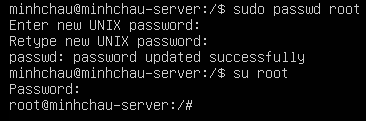 minhchau@minhchau-server:/$ sudo passwd root
Enter new UNIX password:
Retype new UNIX password:
passwd: password updated successfully
minhchau@minhchau-server:/$ su root
Password:
root@minhchau-server:/#